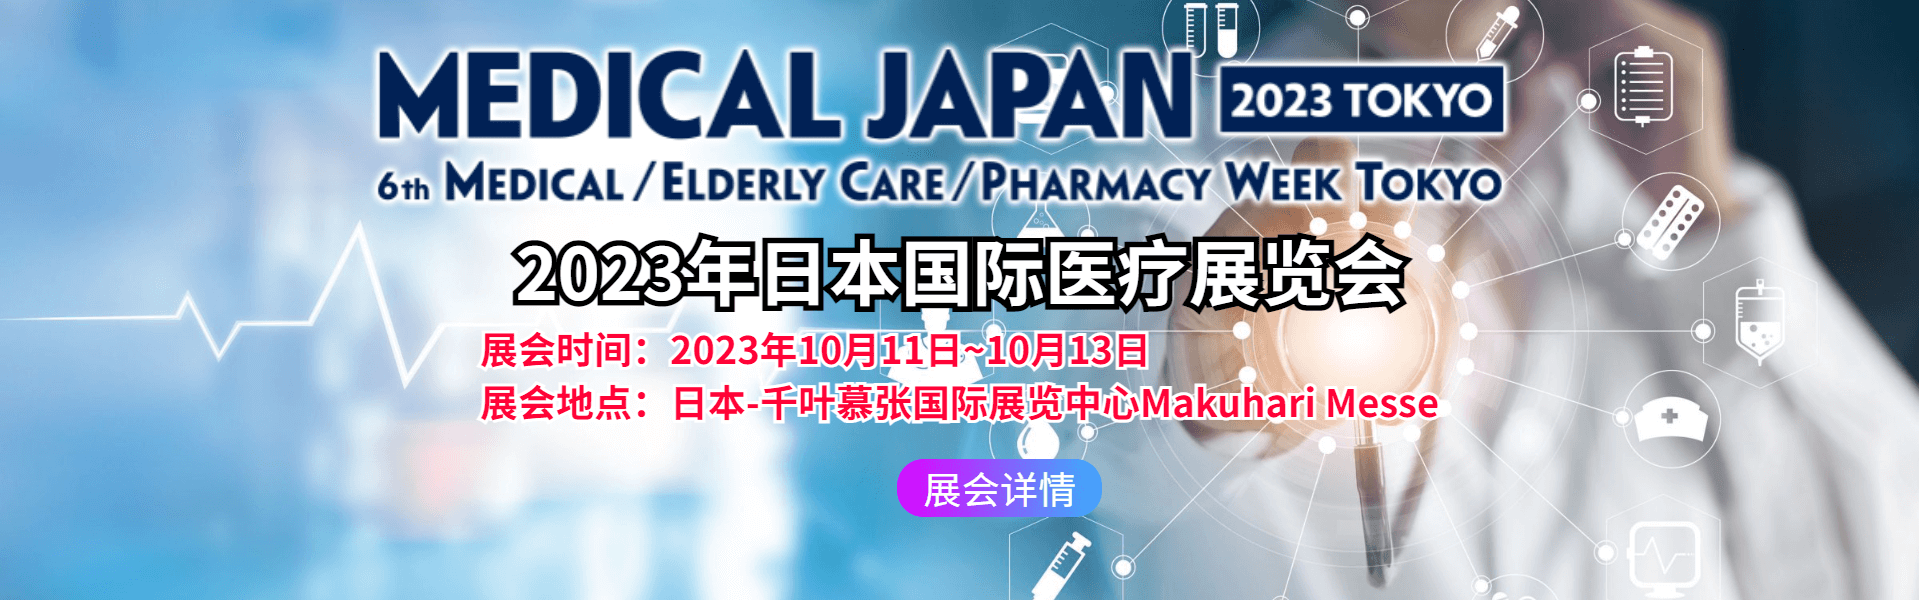 MEDICAL JAPAN 2023 TOKYO
6th MEDICAL/ELDERLY CARE/PHARMACY WEEK TOKYO
2023年日本国际医疗展览会
展会时间：2023年10月11日~10月13日
展会地点：日本-千叶慕张国际展览中心Makuhari Messe
展会详情